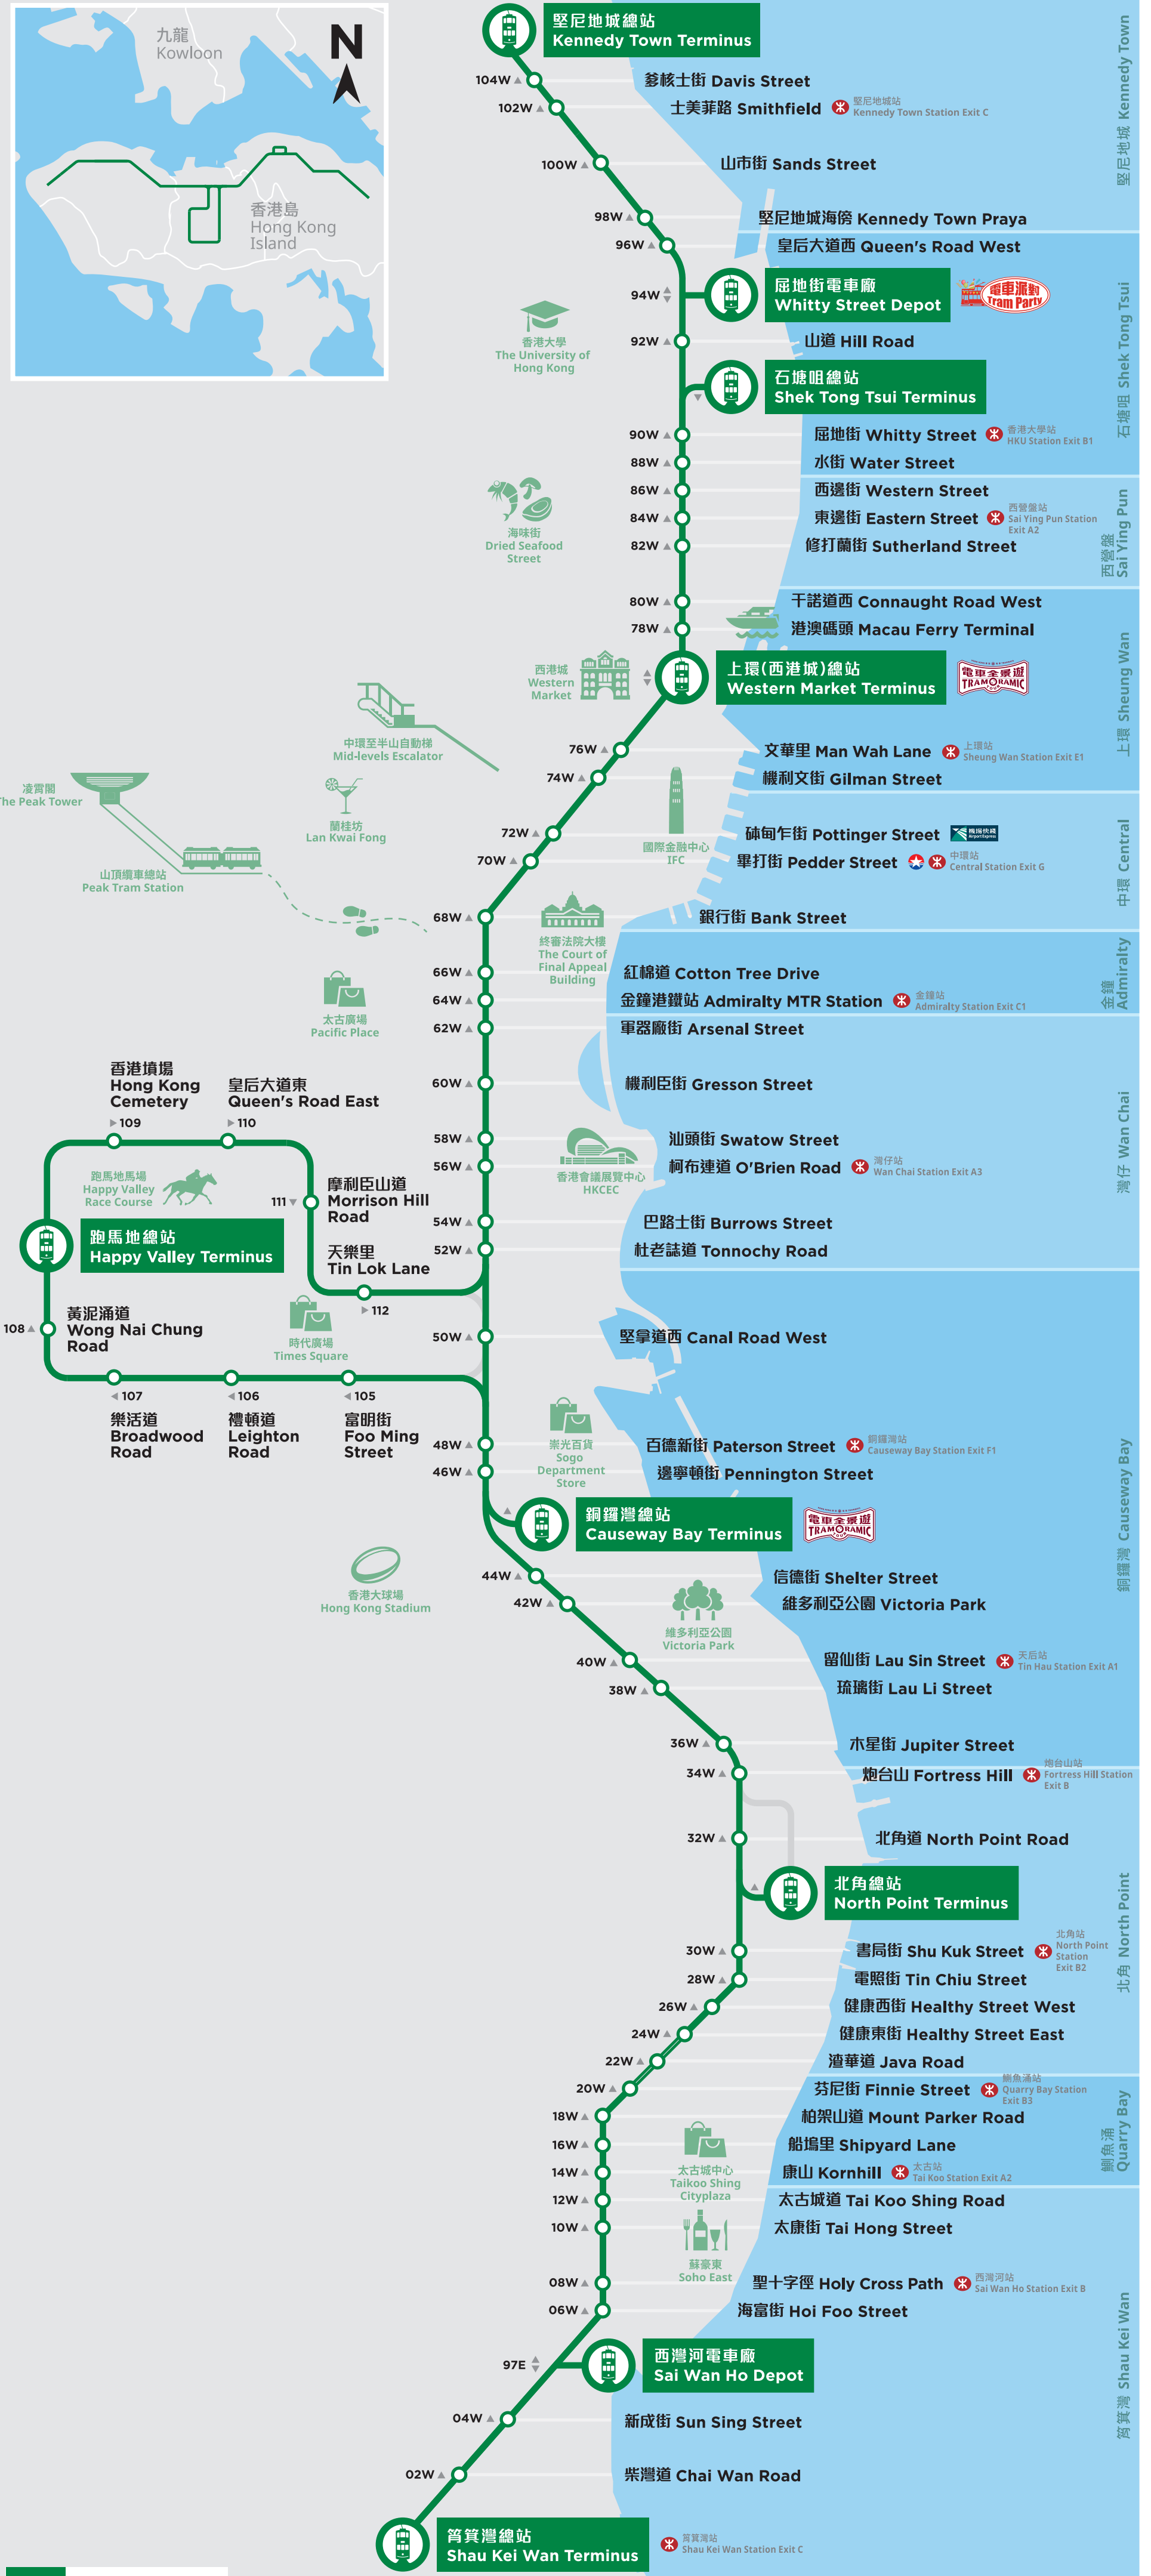 九龍
Kowloon
N
香港島
Hong Kong
Island
堅尼地城總站
Kennedy Town Terminus
堅尼地城 Kennedy Town
104W
爹核士街 Davis Street
102W
士美菲路 Smithfield
堅尼地城站
Kennedy Town Station Exit C
100W
山市街 Sands Street
98W
堅尼地城海傍 Kennedy Town Praya
96W
皇后大道西 Queen's Road West
94W
屈地街電車廠
Whitty Street Depot
電車派對
Tram Party
石塘咀 Shek Tong Tsui
香港大學
The University of
Hong Kong
92W
山道 Hill Road
石塘咀總站
Shek Tong Tsui Terminus
90W
屈地街 Whitty Street
香港大學站
HKU Station Exit B1
88W
水街 Water Street
86W
西邊街 Western Street
84W
東邊街 Eastern Street
西營盤站
Sai Ying Pun Station
Exit A2
西營盤
Sai Ying Pun
海味街
Dried Seafood
Street
82W
修打蘭街 Sutherland Street
80W
干諾道西 Connaught Road West
78W
港澳碼頭 Macau Ferry Terminal
西港城
Western
Market
上環(西港城)總站
Western Market Terminus
電車全景遊
TRAMORAMIC
TOUR
上環 Sheung Wan
中環至半山自動梯
Mid-levels Escalator
76W
文華里 Man Wah Lane
上環站
Sheung Wan Station Exit E1
74W
機利文街 Gilman Street
凌霄閣
The Peak Tower
蘭桂坊
Lan Kwai Fong
72W
砵甸乍街 Pottinger Street
機場快綫
Airport Express
國際金融中心
IFC
70W
畢打街 Pedder Street
中環站
Central Station Exit G
中環 Central
山頂纜車總站
Peak Tram Station
68W
銀行街 Bank Street
終審法院大樓
The Court of
Final Appeal
Building
66W
紅棉道 Cotton Tree Drive
64W
金鐘港鐵站 Admiralty MTR Station
金鐘站
Admiralty Station Exit C1
金鐘
Admiralty
太古廣場
Pacific Place
62W
軍器廠街 Arsenal Street
60W
機利臣街 Gresson Street
香港墳場
Hong Kong
Cemetery
109
皇后大道東
Queen's Road East
110
58W
汕頭街 Swatow Street
56W
柯布連道 O'Brien Road
灣仔站
Wan Chai Station Exit A3
灣仔 Wan Chai
香港會議展覽中心
HKCEC
跑馬地馬場
Happy Valley
Race Course
111
摩利臣山道
Morrison Hill
Road
54W
巴路士街 Burrows Street
跑馬地總站
Happy Valley Terminus
52W
杜老誌道 Tonnochy Road
天樂里
Tin Lok Lane
112
108
黃泥涌道
Wong Nai Chung
Road
時代廣場
Times Square
50W
堅拿道西 Canal Road West
107
樂活道
Broadwood
Road
106
禮頓道
Leighton
Road
105
富明街
Foo Ming
Street
48W
百德新街 Paterson Street
銅鑼灣站
Causeway Bay Station Exit F1
崇光百貨
Sogo
Department
Store
46W
邊寧頓街 Pennington Street
銅鑼灣總站
Causeway Bay Terminus
電車全景遊
TRAMORAMIC
TOUR
銅鑼灣 Causeway Bay
44W
信德街 Shelter Street
香港大球場
Hong Kong Stadium
42W
維多利亞公園 Victoria Park
維多利亞公園
Victoria Park
40W
留仙街 Lau Sin Street
天后站
Tin Hau Station Exit A1
38W
琉璃街 Lau Li Street
36W
木星街 Jupiter Street
34W
炮台山 Fortress Hill
炮台山站
Fortress Hill Station
Exit B
32W
北角道 North Point Road
北角總站
North Point Terminus
北角 North Point
30W
書局街 Shu Kuk Street
北角站
North Point
Station
Exit B2
28W
電照街 Tin Chiu Street
26W
健康西街 Healthy Street West
24W
健康東街 Healthy Street East
22W
渣華道 Java Road
20W
芬尼街 Finnie Street
鰂魚涌站
Quarry Bay Station
Exit B3
18W
柏架山道 Mount Parker Road
16W
船塢里 Shipyard Lane
鰂魚涌
Quarry Bay
14W
康山 Kornhill
太古站
Tai Koo Station Exit A2
太古城中心
Taikoo Shing
Cityplaza
12W
太古城道 Tai Koo Shing Road
10W
太康街 Tai Hong Street
蘇豪東
Soho East
08W
聖十字徑 Holy Cross Path
西灣河站
Sai Wan Ho Station Exit B
06W
海富街 Hoi Foo Street
97E
西灣河電車廠
Sai Wan Ho Depot
筲箕灣 Shau Kei Wan
04W
新成街 Sun Sing Street
02W
柴灣道 Chai Wan Road
筲箕灣總站
Shau Kei Wan Terminus
筲箕灣站
Shau Kei Wan Station Exit C